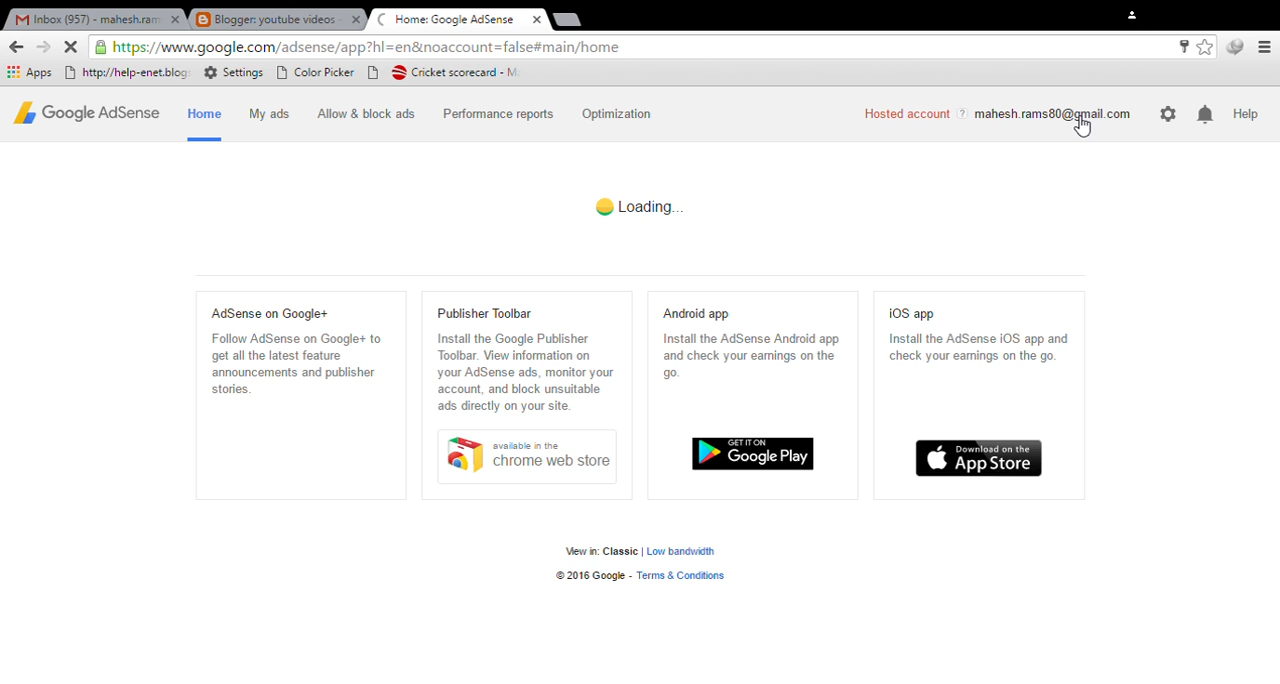 Inbox (957) - mahesh.ram
Blogger: youtube videos -
Home: Google AdSense
https://www.google.com/adsense/app?hl=en&noaccount=false#main/home
Apps
http://help-enet.blog
Settings
Color Picker
Cricket scorecard - M
Google AdSense
Home
My ads
Allow & block ads
Performance reports
Optimization
Hosted account
?
mahesh.rams80@gmail.com
Help
Loading...
AdSense on Google+
Follow AdSense on Google+ to
get all the latest feature
announcements and publisher
stories.
Publisher Toolbar
Install the Google Publisher
Toolbar. View information on
your AdSense ads, monitor your
account, and block unsuitable
ads directly on your site.
available in the
chrome web store
Android app
Install the AdSense Android app
and check your earnings on the
go.
GET IT ON
Google Play
iOS app
Install the AdSense iOS app and
check your earnings on the go.
Download on the
App Store
View in: Classic | Low bandwidth
© 2016 Google - Terms & Conditions